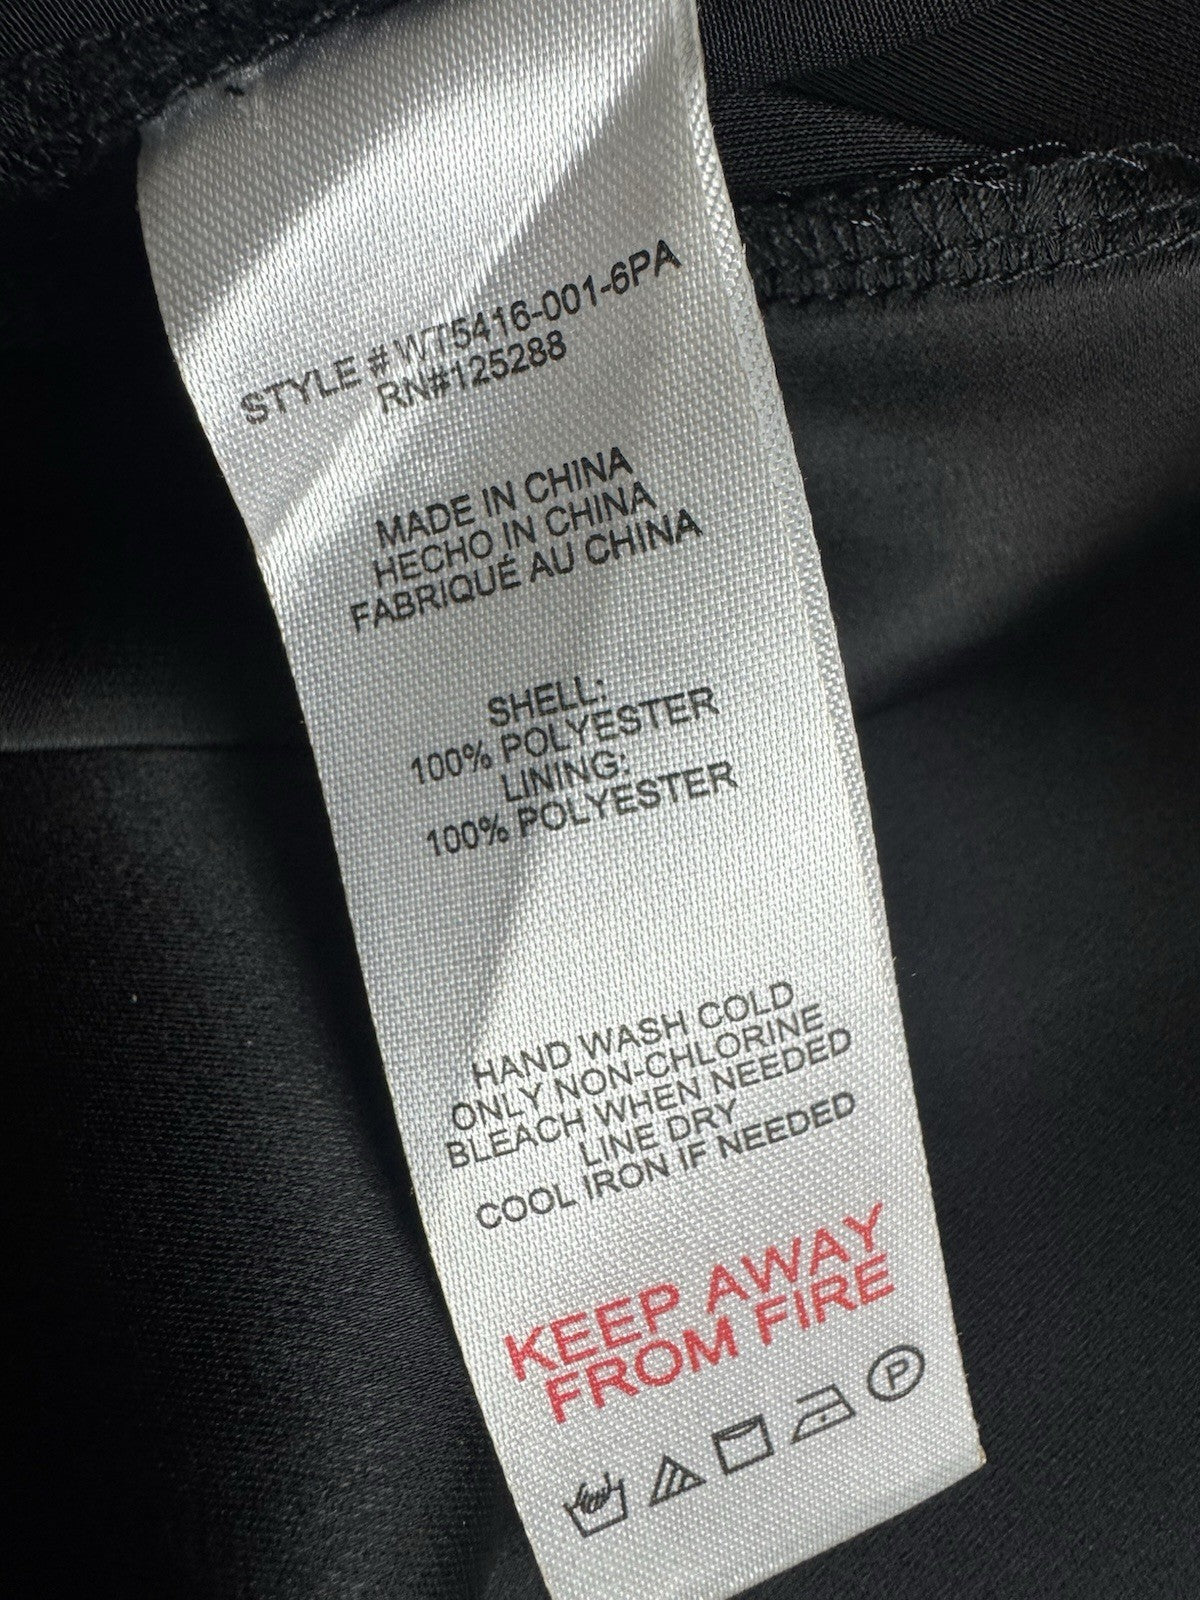 STYLE # WT5416-001-6PA
RN#125288
MADE IN CHINA
HECHO IN CHINA
FABRIQUÉ AU CHINA
SHELL:
100% POLYESTER
LINING:
100% POLYESTER
HAND WASH COLD
ONLY NON-CHLORINE
BLEACH WHEN NEEDED
LINE DRY
COOL IRON IF NEEDED
KEEP AWAY
FROM FIRE
P